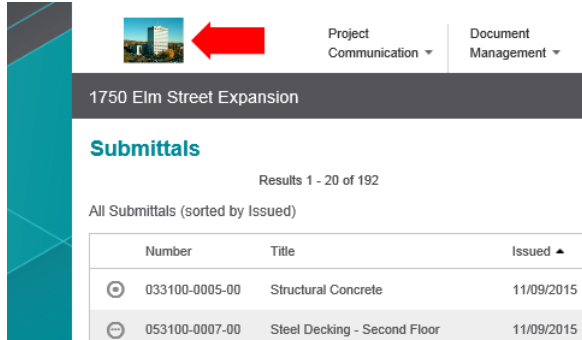 Project Document
Communication Management
1750 Elm Street Expansion
Submittals
Results 1 - 20 of 192
All Submittals (sorted by Issued)
Number Title Issued
033100-0005-00 Structural Concrete 11/09/2015
053100-0007-00 Steel Decking - Second Floor 11/09/2015